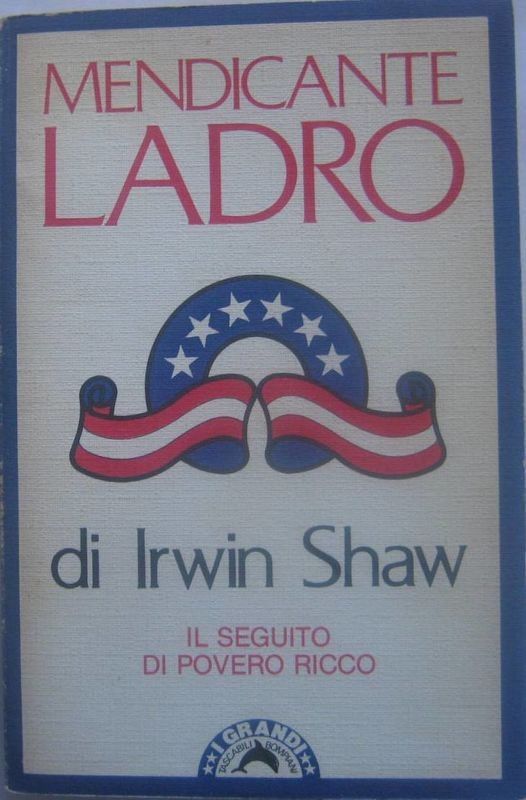 MENDICANTE
LADRO
di Irwin Shaw
IL SEGUITO
DI POVERO RICCO
I GRANDI
TASCABILI BOMPIANI